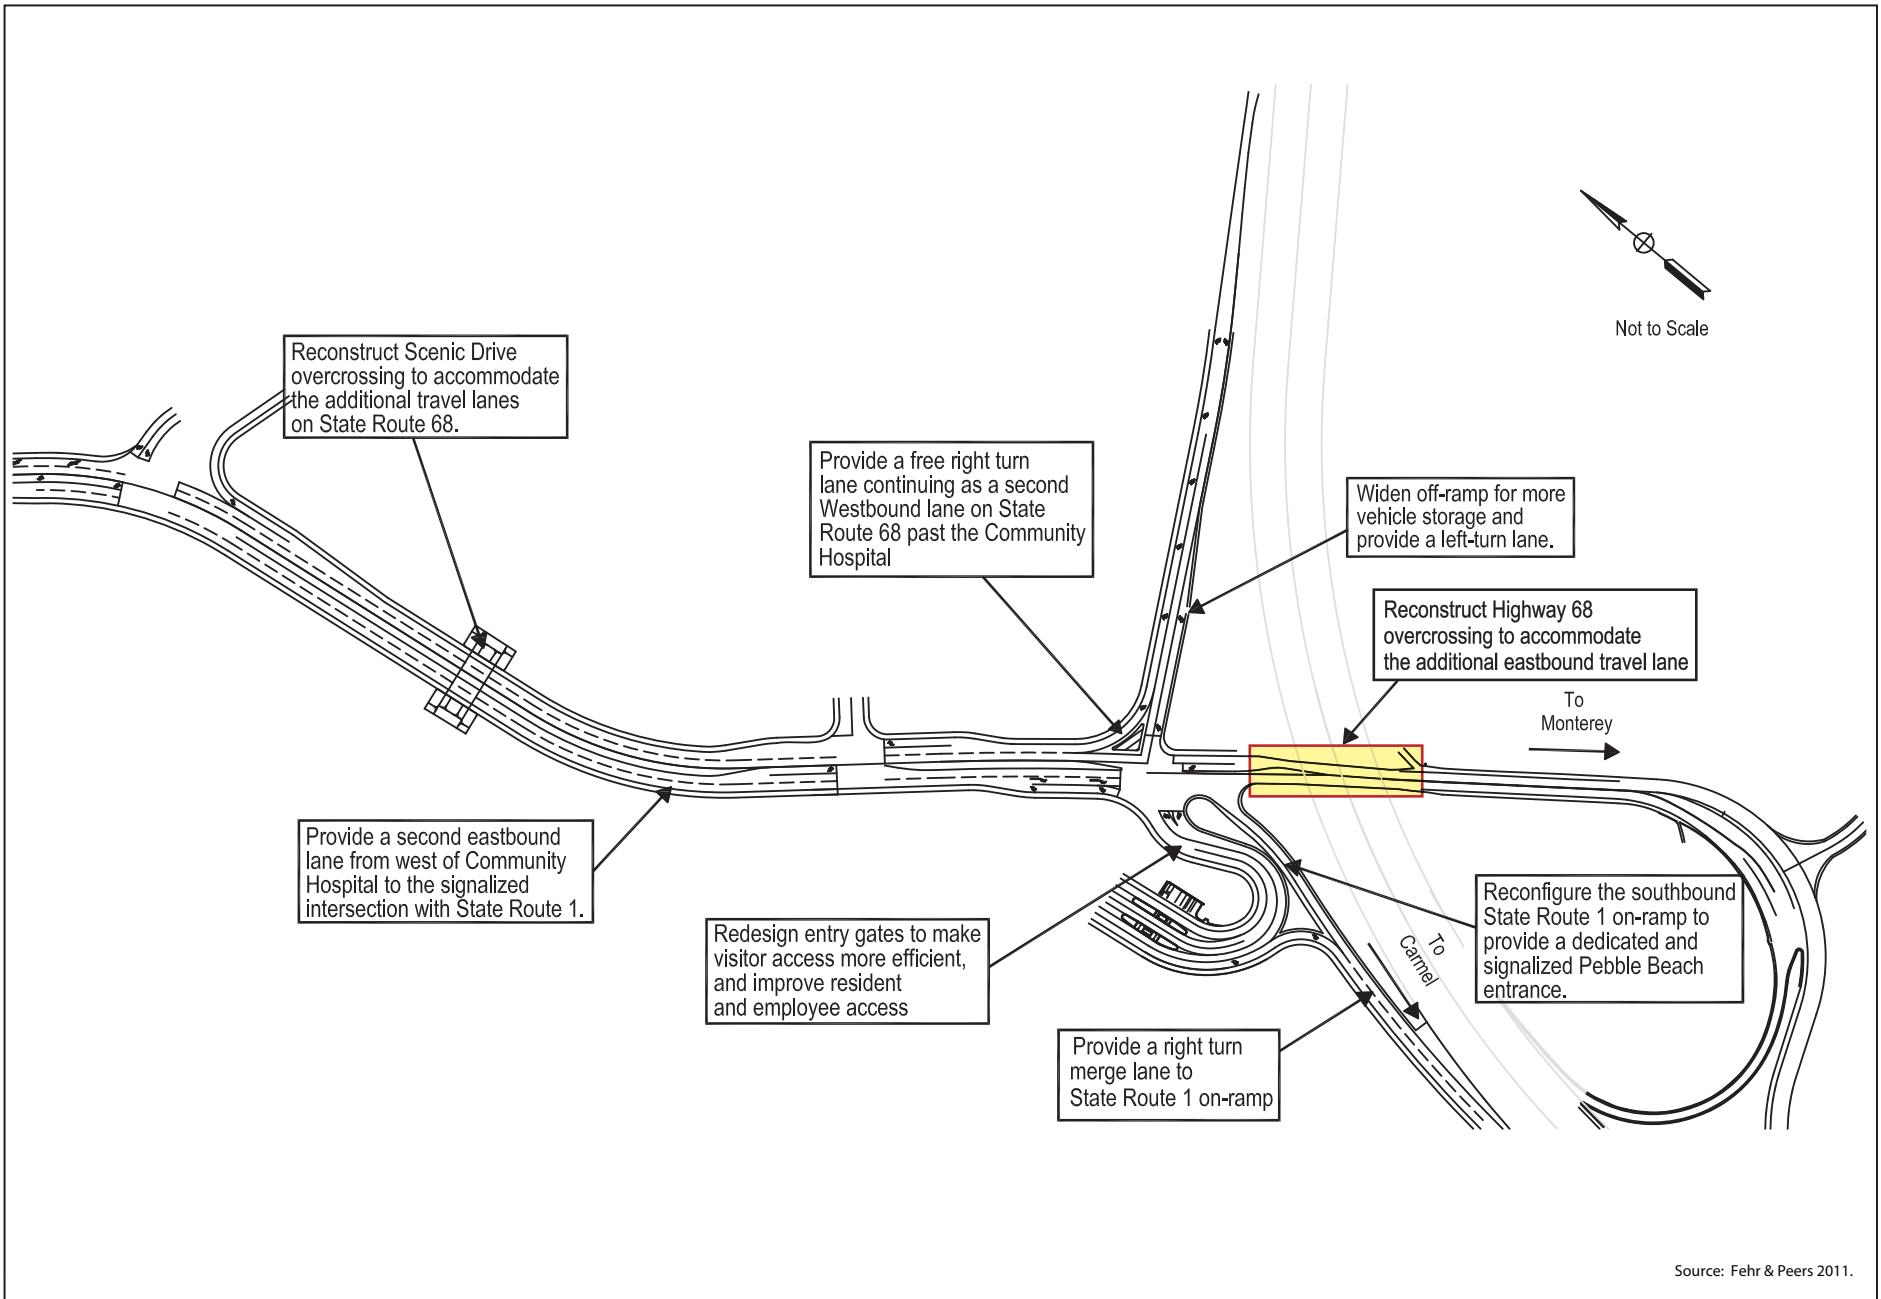 Not to Scale
Reconstruct Scenic Drive
overcrossing to accommodate
the additional travel lanes
on State Route 68.
Provide a free right turn
lane continuing as a second
Westbound lane on State
Route 68 past the Community
Hospital
Widen off-ramp for more
vehicle storage and
provide a left-turn lane.
Reconstruct Highway 68
overcrossing to accommodate
the additional eastbound travel lane
To
Monterey
Provide a second eastbound
lane from west of Community
Hospital to the signalized
intersection with State Route 1.
Redesign entry gates to make
visitor access more efficient,
and improve resident
and employee access
To
Carmel
Reconfigure the southbound
State Route 1 on-ramp to
provide a dedicated and
signalized Pebble Beach
entrance.
Provide a right turn
merge lane to
State Route 1 on-ramp
Source: Fehr & Peers 2011.